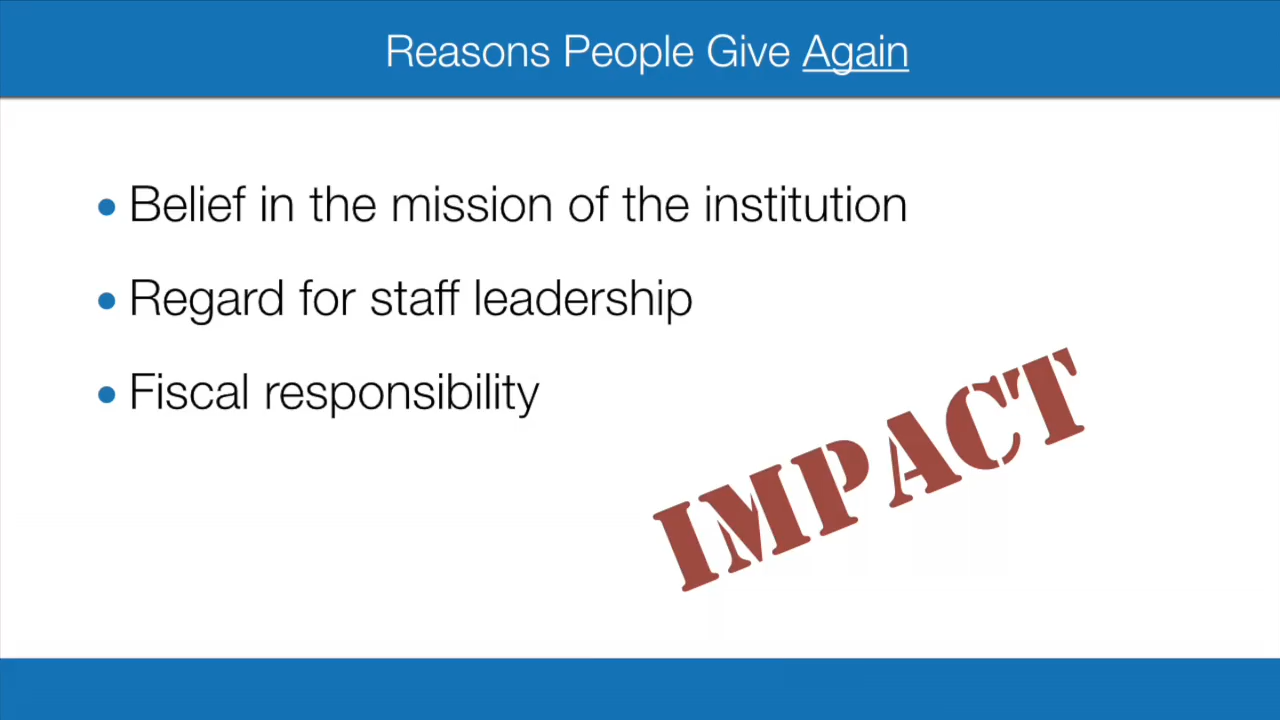 Reasons People Give Again
• Belief in the mission of the institution
• Regard for staff leadership
• Fiscal responsibility
IMPACT